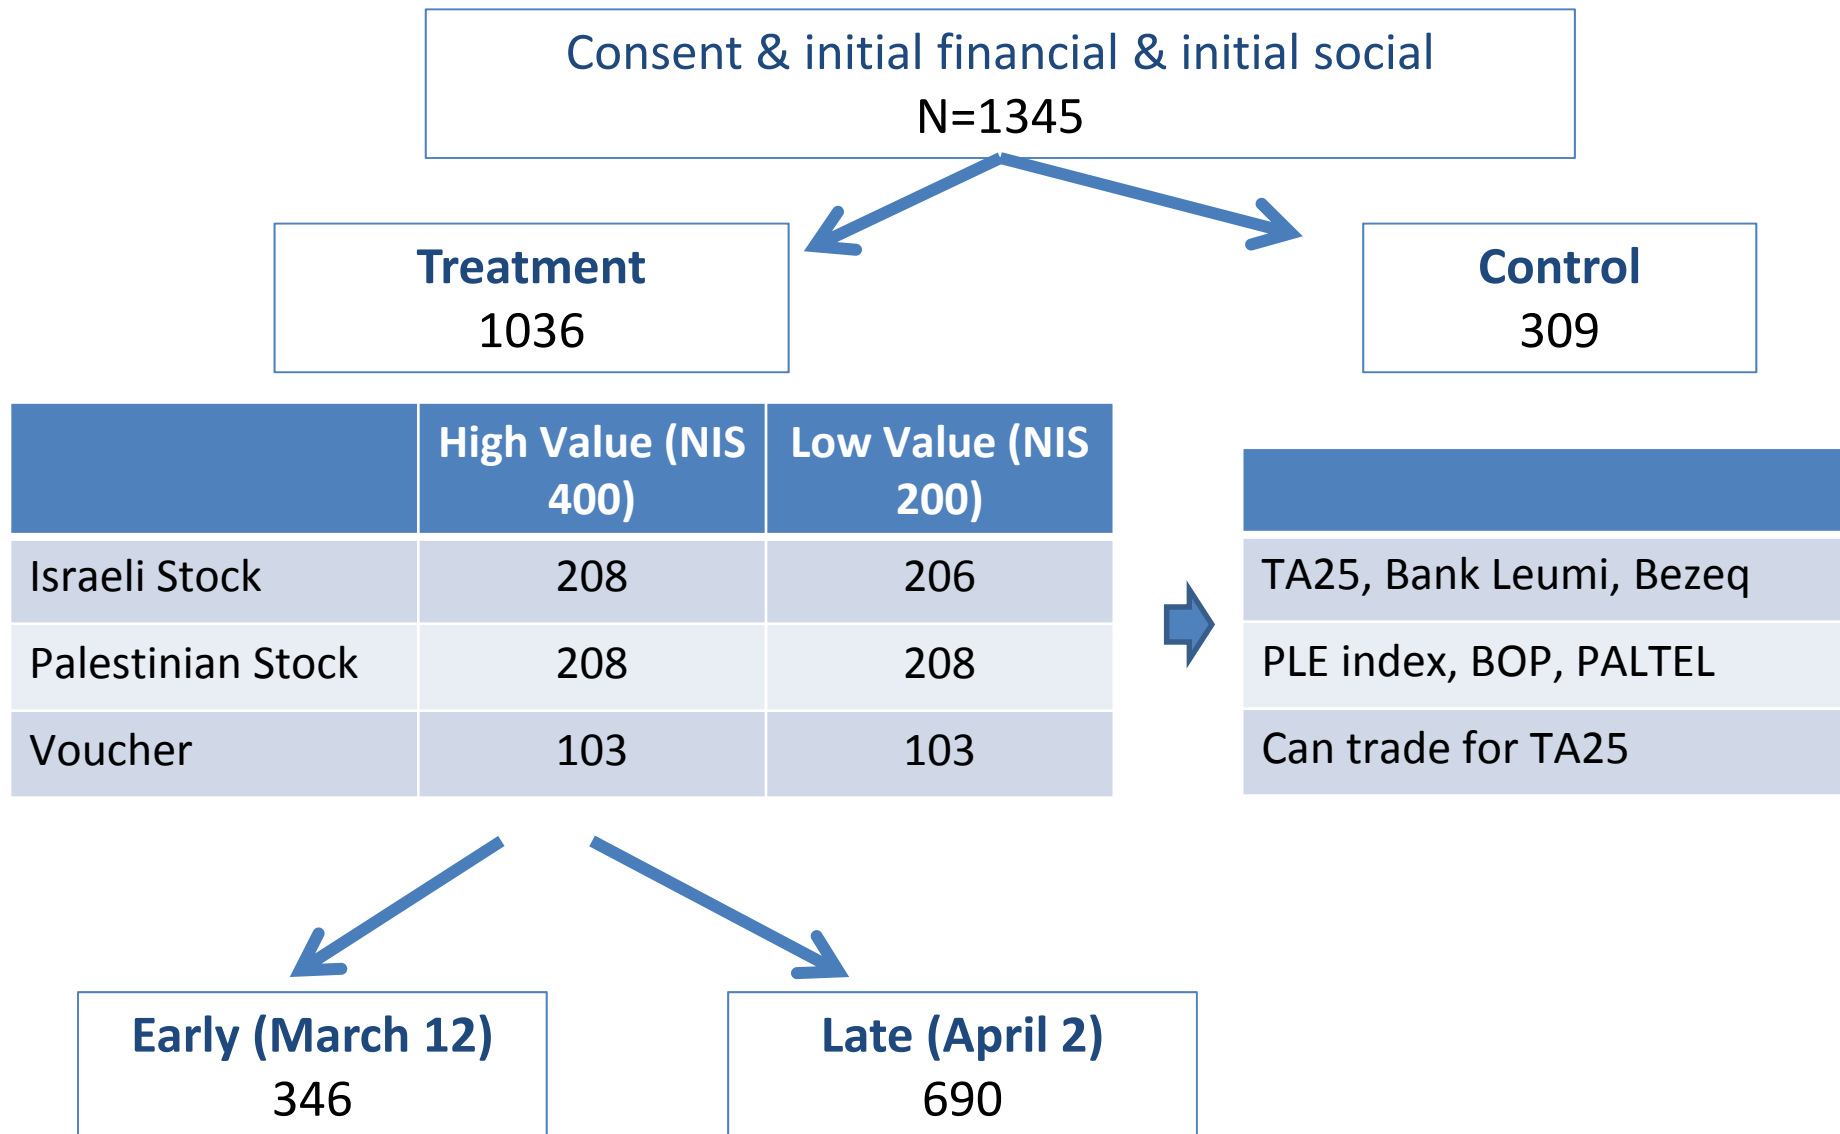 Consent & initial financial & initial social
N=1345
Treatment
1036
Control
309
High Value (NIS
400)
Low Value (NIS
200)
Israeli Stock
208
206
TA25, Bank Leumi, Bezeq
Palestinian Stock
208
208
PLE index, BOP, PALTEL
Voucher
103
103
Can trade for TA25
Early (March 12)
346
Late (April 2)
690